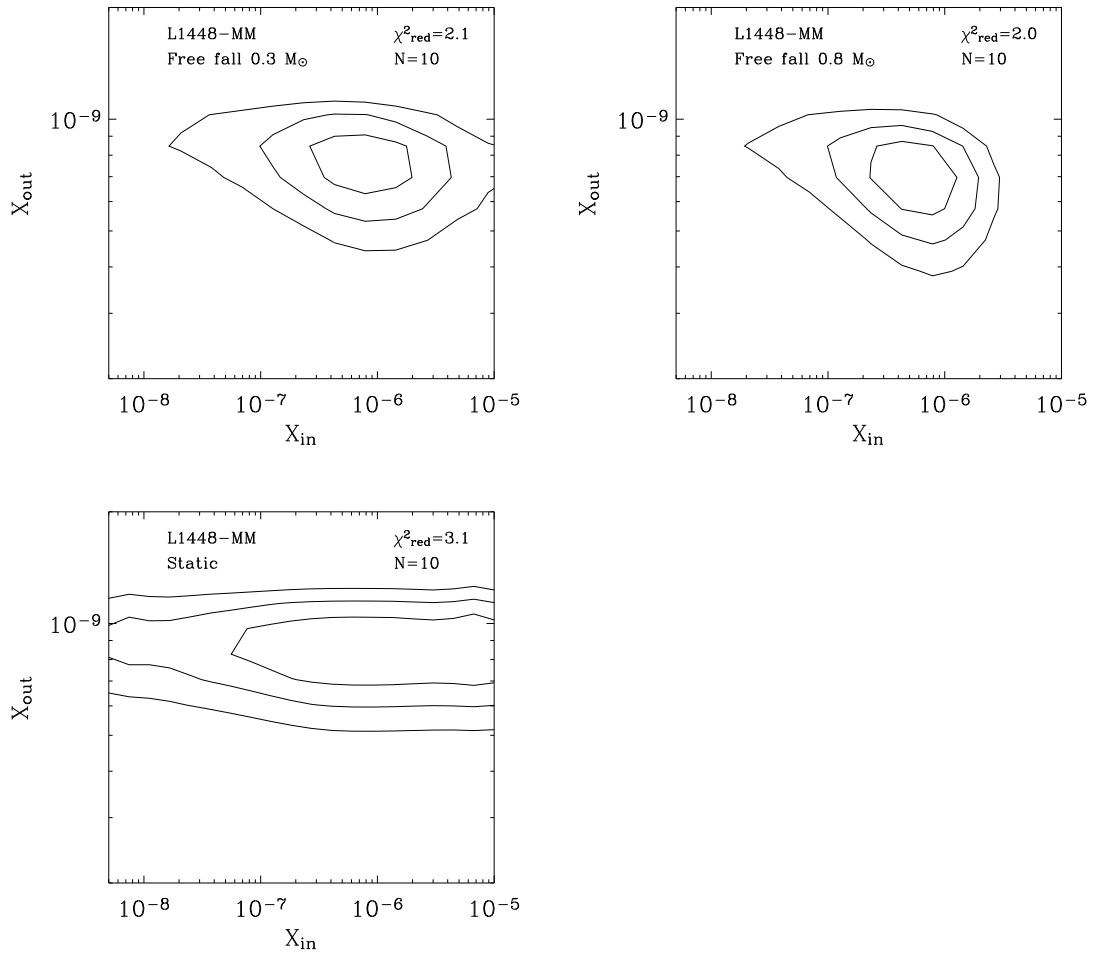 L1448-MM χ²red=2.1
Free fall 0.3 M⊙ N=10
10⁻⁹
Xout
10⁻⁸ 10⁻⁷ 10⁻⁶ 10⁻⁵
Xin
L1448-MM χ²red=2.0
Free fall 0.8 M⊙ N=10
10⁻⁹
Xout
10⁻⁸ 10⁻⁷ 10⁻⁶ 10⁻⁵
Xin
L1448-MM χ²red=3.1
Static N=10
10⁻⁹
Xout
10⁻⁸ 10⁻⁷ 10⁻⁶ 10⁻⁵
Xin